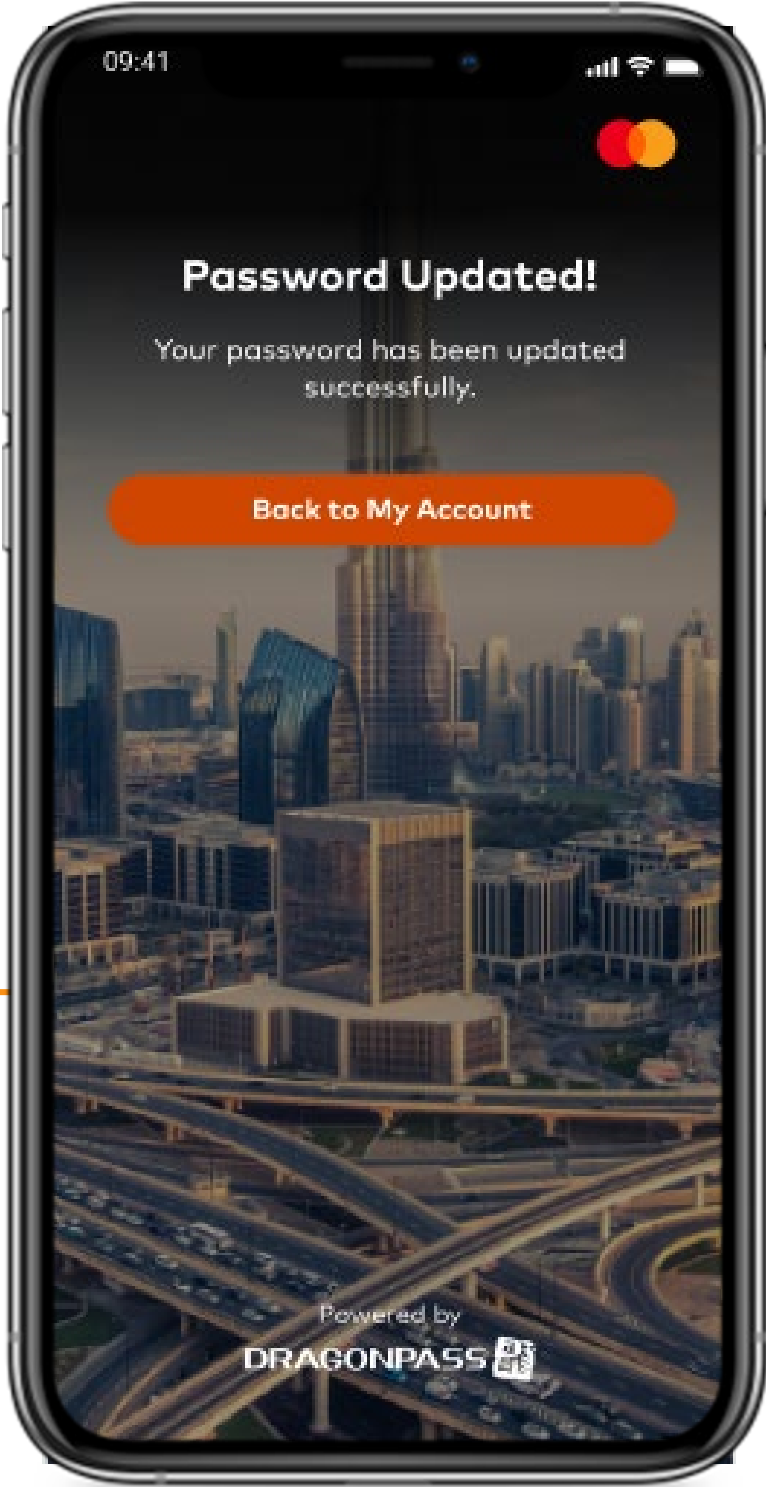 09:41
Password Updated!
Your password has been updated
successfully.
Back to My Account
Powered by
DRAGONPASS